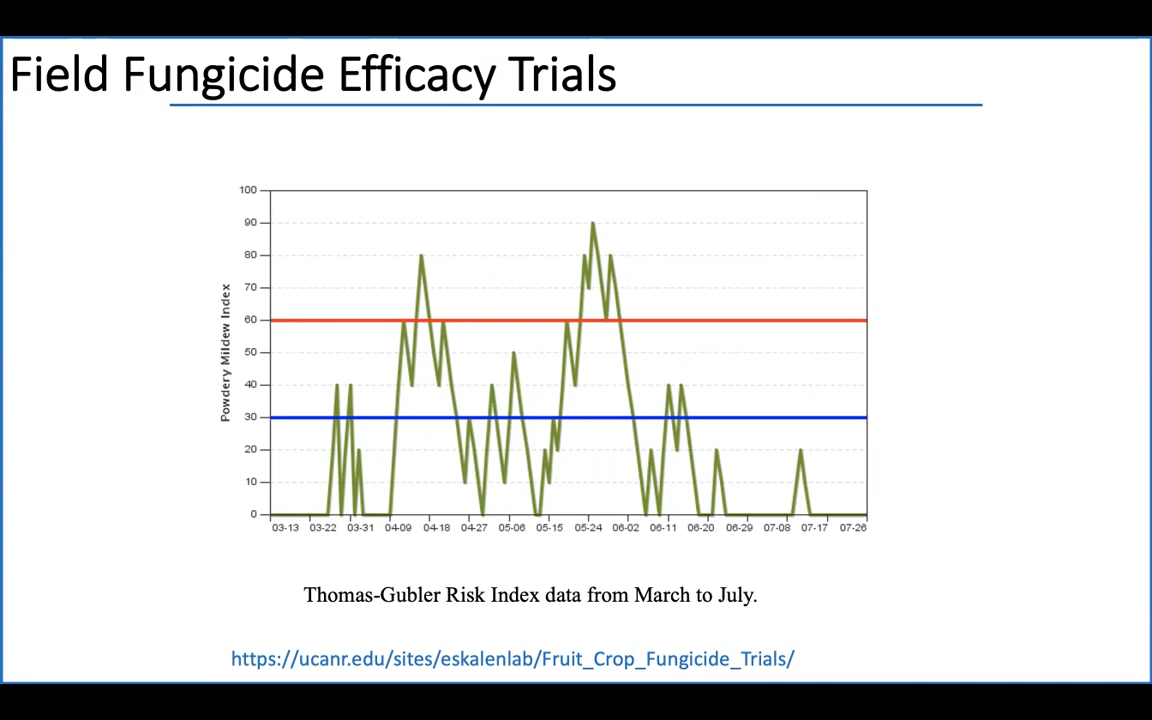 Field Fungicide Efficacy Trials
100
90
80
70
60
50
40
30
20
10
0
Powdery Mildew Index
03-13 03-22 03-31 04-09 04-18 04-27 05-06 05-15 05-24 06-02 06-11 06-20 06-29 07-08 07-17 07-26
Thomas-Gubler Risk Index data from March to July.
https://ucanr.edu/sites/eskalenlab/Fruit_Crop_Fungicide_Trials/